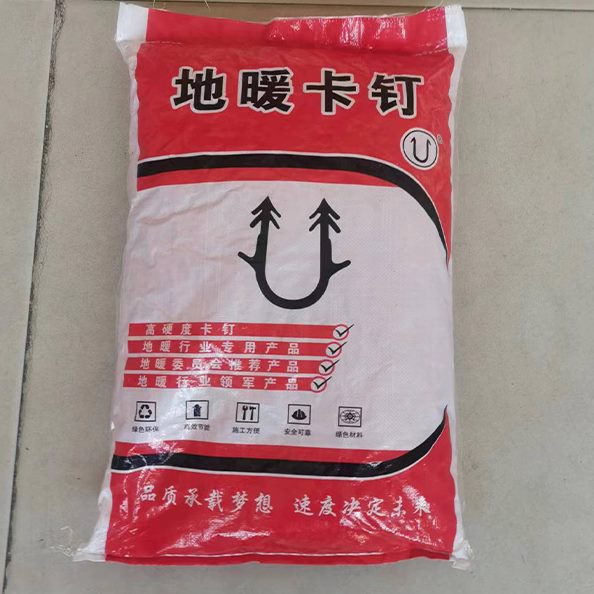 地暖卡钉
高硬度卡钉
地暖行业专用产品
地暖委员会推荐产品
地暖行业领军产品
绿色环保 高效节能 施工方便 安全可靠 绿色材料
品质承载梦想 速度决定未来